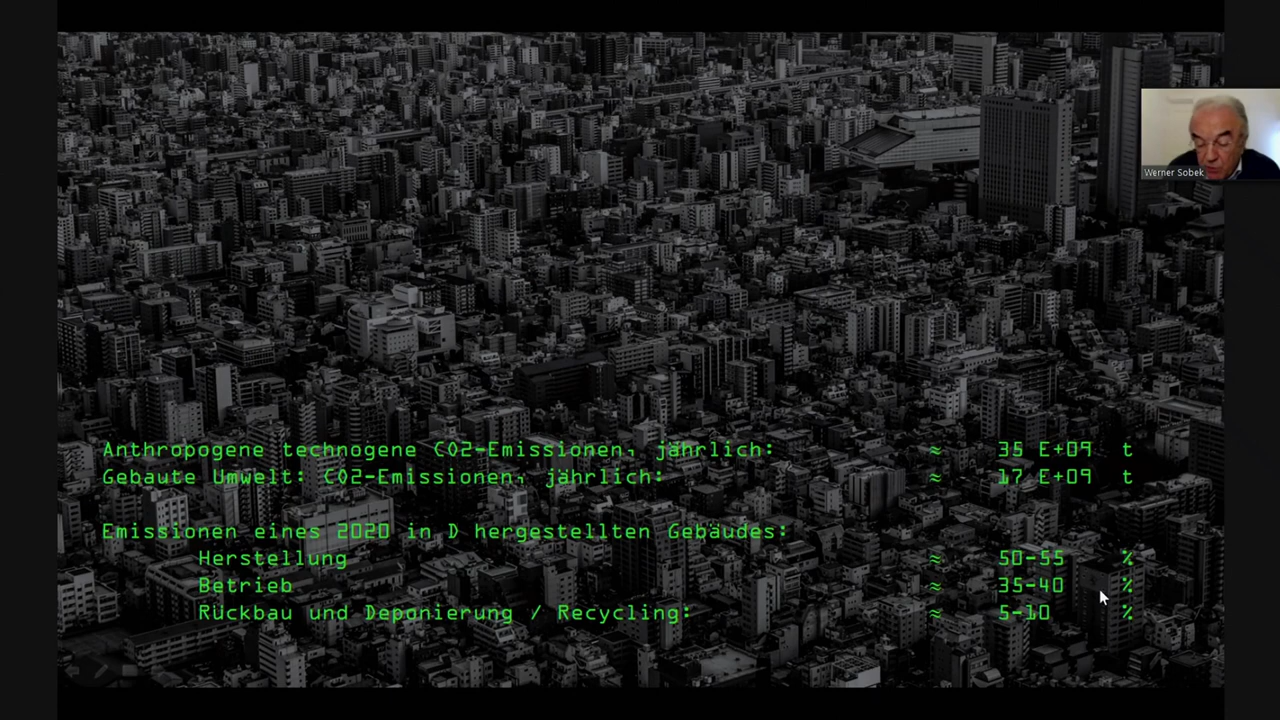 Werner Sobek
Anthropogene technogene CO2-Emissionen, jährlich: ≈ 35 E+09 t
Gebaute Umwelt: CO2-Emissionen, jährlich: ≈ 17 E+09 t
Emissionen eines 2020 in D hergestellten Gebäudes:
Herstellung ≈ 50-55 %
Betrieb ≈ 35-40 %
Rückbau und Deponierung / Recycling: ≈ 5-10 %